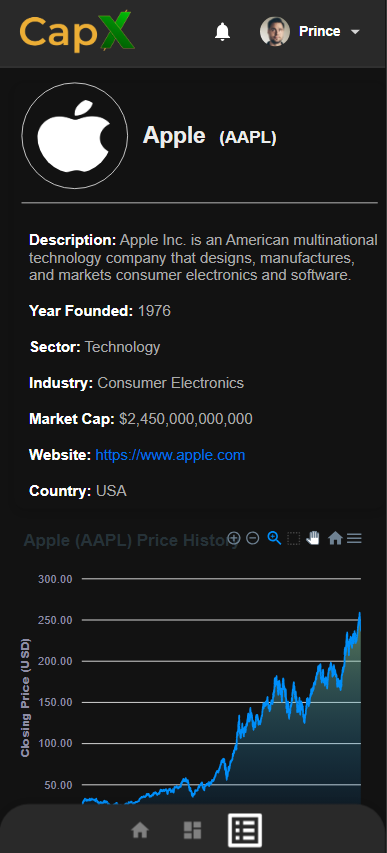 CapX
Prince
Apple (AAPL)
Description: Apple Inc. is an American multinational
technology company that designs, manufactures,
and markets consumer electronics and software.
Year Founded: 1976
Sector: Technology
Industry: Consumer Electronics
Market Cap: $2,450,000,000,000
Website: https://www.apple.com
Country: USA
Apple (AAPL) Price History
300.00
250.00
200.00
150.00
100.00
50.00
Closing Price (USD)